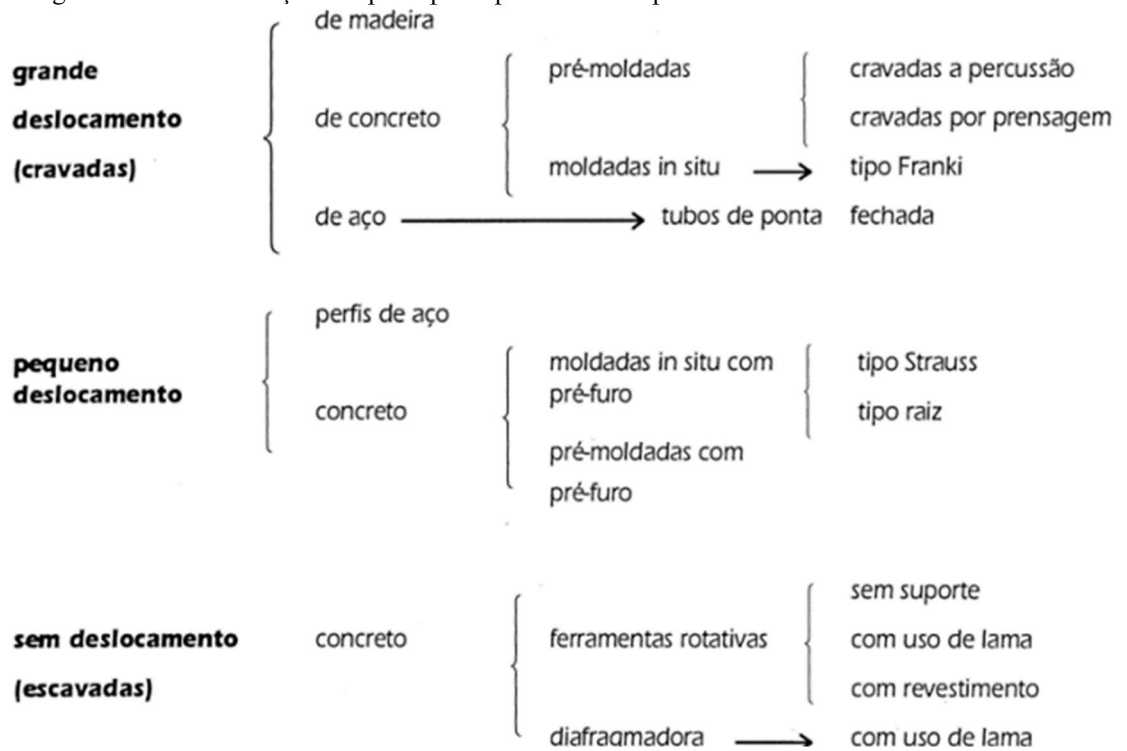 de madeira
grande
deslocamento
(cravadas)
de concreto
pré-moldadas
cravadas a percussão
cravadas por prensagem
moldadas in situ
tipo Franki
de aço
tubos de ponta fechada
pequeno
deslocamento
perfis de aço
concreto
moldadas in situ com
pré-furo
tipo Strauss
tipo raiz
pré-moldadas com
pré-furo
sem deslocamento
(escavadas)
concreto
ferramentas rotativas
sem suporte
com uso de lama
com revestimento
diafragmadora
com uso de lama